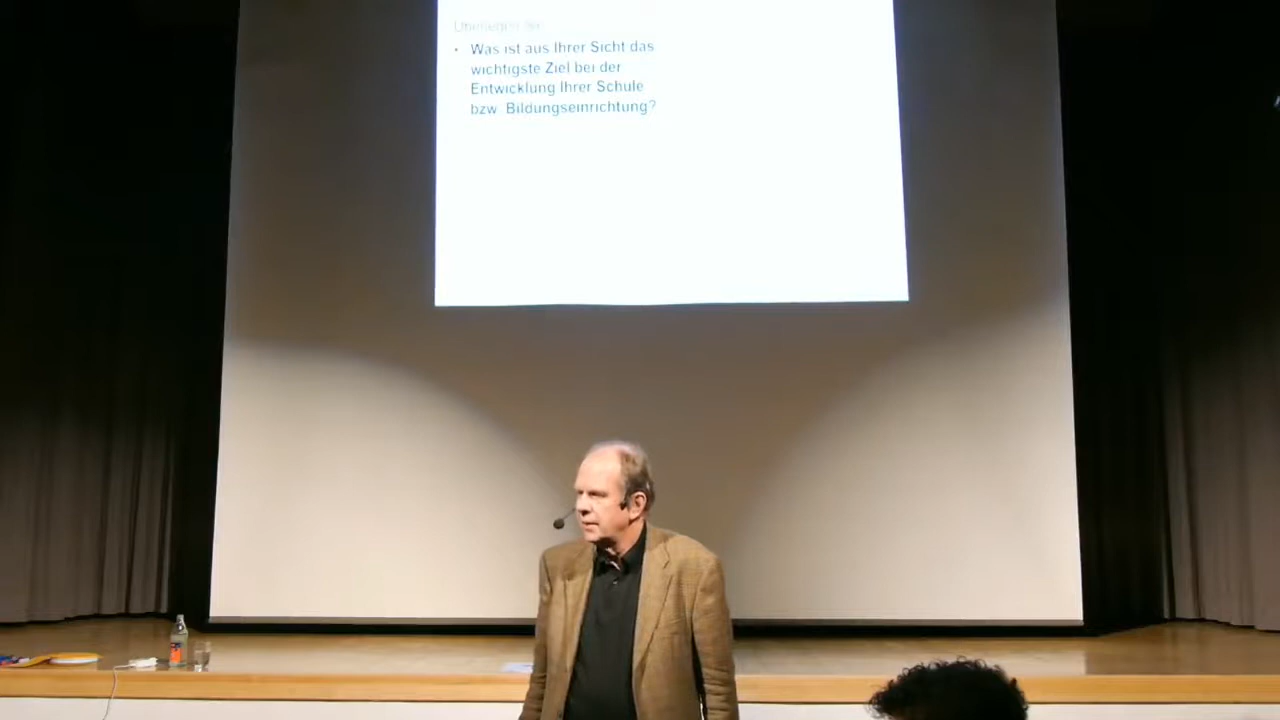 • Was ist aus Ihrer Sicht das
wichtigste Ziel bei der
Entwicklung Ihrer Schule
bzw. Bildungseinrichtung?